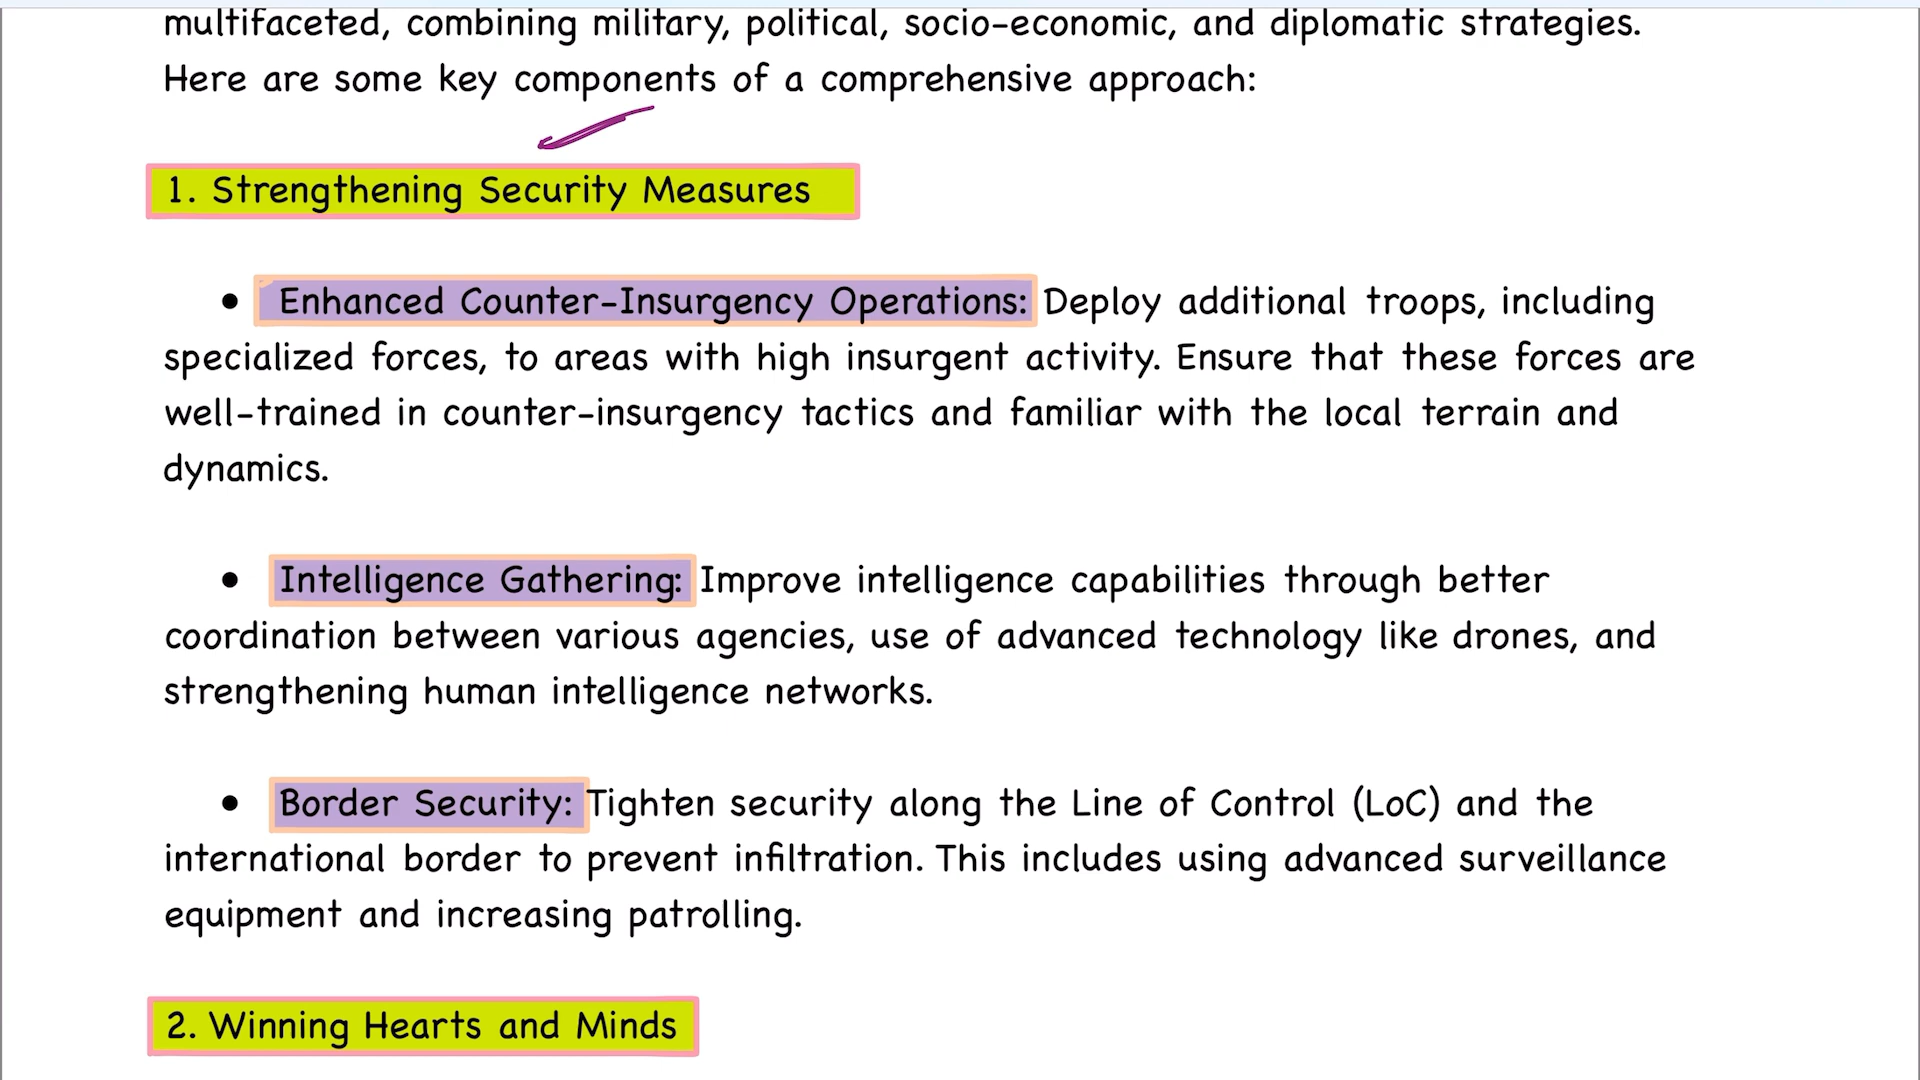 multifaceted, combining military, political, socio-economic, and diplomatic strategies.
Here are some key components of a comprehensive approach:
1. Strengthening Security Measures
• Enhanced Counter-Insurgency Operations: Deploy additional troops, including
specialized forces, to areas with high insurgent activity. Ensure that these forces are
well-trained in counter-insurgency tactics and familiar with the local terrain and
dynamics.
• Intelligence Gathering: Improve intelligence capabilities through better
coordination between various agencies, use of advanced technology like drones, and
strengthening human intelligence networks.
• Border Security: Tighten security along the Line of Control (LoC) and the
international border to prevent infiltration. This includes using advanced surveillance
equipment and increasing patrolling.
2. Winning Hearts and Minds